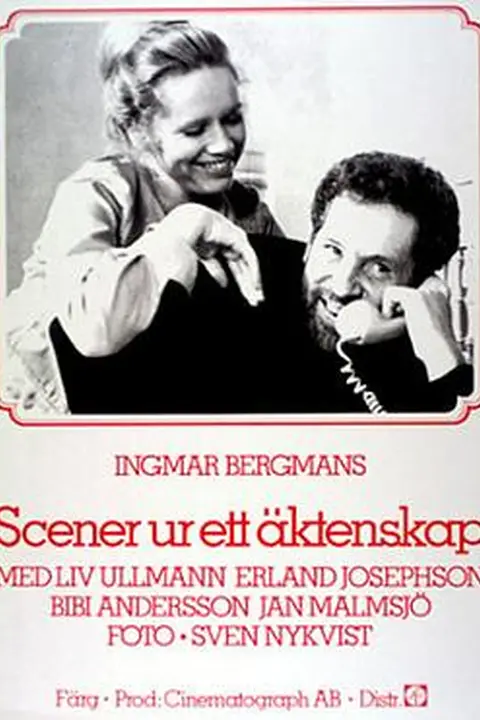 INGMAR BERGMANS
Scener ur ett äktenskap
MED LIV ULLMANN ERLAND JOSEPHSON
BIBI ANDERSSON JAN MALMSJÖ
FOTO • SVEN NYKVIST
Färg • Prod: Cinematograph AB • Distr.